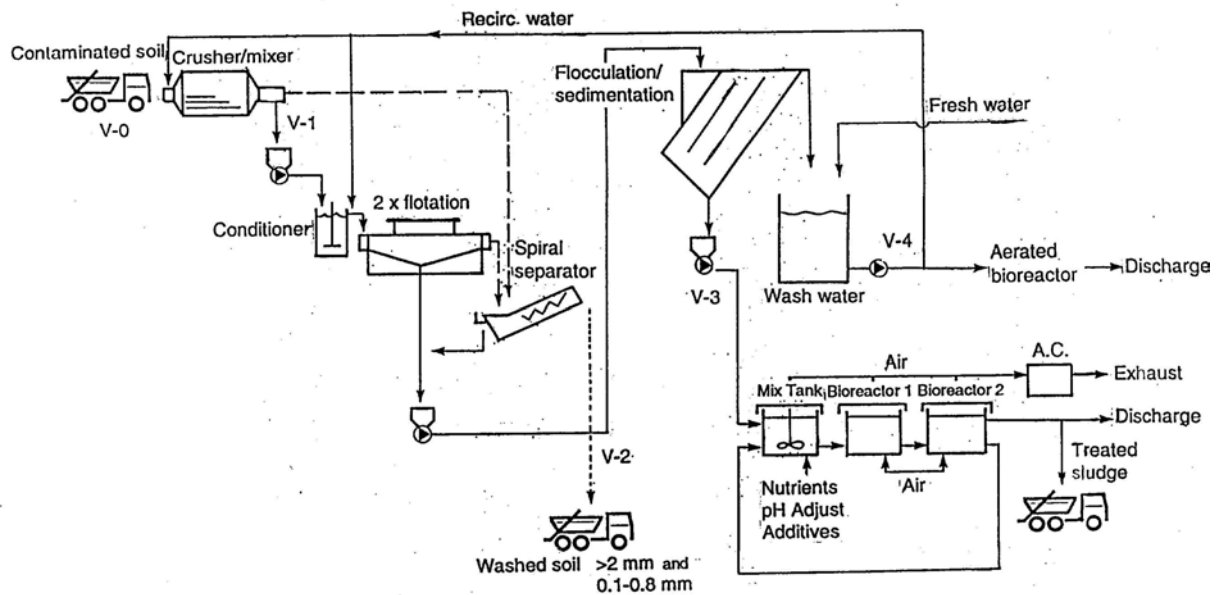 Recirc. water
Contaminated soil
Crusher/mixer
V-0
V-1
Flocculation/
sedimentation
Fresh water
2 x flotation
Conditioner
Spiral
separator
V-4
Aerated
bioreactor
Discharge
Wash water
V-3
A.C.
Air
Exhaust
Mix Tank
Bioreactor 1
Bioreactor 2
Discharge
V-2
Treated
sludge
Air
Nutrients
pH Adjust
Additives
Washed soil >2 mm and
0.1-0.8 mm